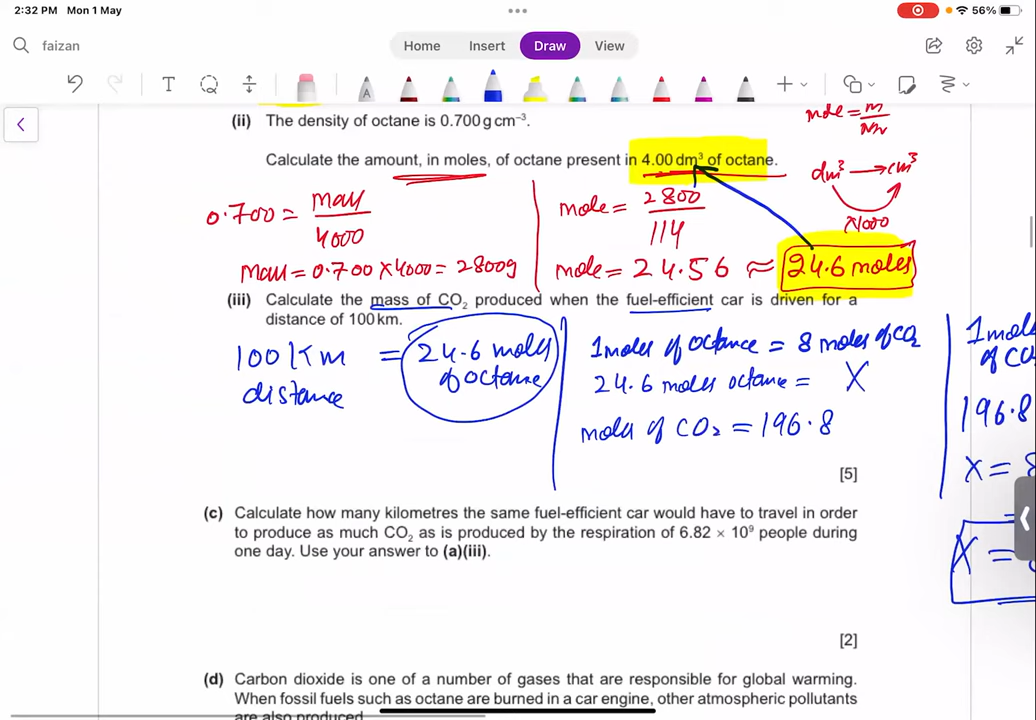 2:32 PM Mon 1 May
56%
faizan
Home Insert Draw View
(ii) The density of octane is 0.700 g cm⁻³.
mole = m/Mr
Calculate the amount, in moles, of octane present in 4.00 dm³ of octane.
dm³ → cm³
×1000
0.700 = mass/4000
mass = 0.700 × 4000 = 2800g
mole = 2800/114
mole = 24.56 ≈ 24.6 moles
(iii) Calculate the mass of CO₂ produced when the fuel-efficient car is driven for a
distance of 100 km.
100 Km = 24.6 moles
distance of octane
1 moles of octance = 8 moles of CO₂
24.6 moles octane = X
moles of CO₂ = 196.8
1 mole
of CO
196.8
X = 8
X =
[5]
(c) Calculate how many kilometres the same fuel-efficient car would have to travel in order
to produce as much CO₂ as is produced by the respiration of 6.82 × 10⁹ people during
one day. Use your answer to (a)(iii).
[2]
(d) Carbon dioxide is one of a number of gases that are responsible for global warming.
When fossil fuels such as octane are burned in a car engine, other atmospheric pollutants
are also produced.